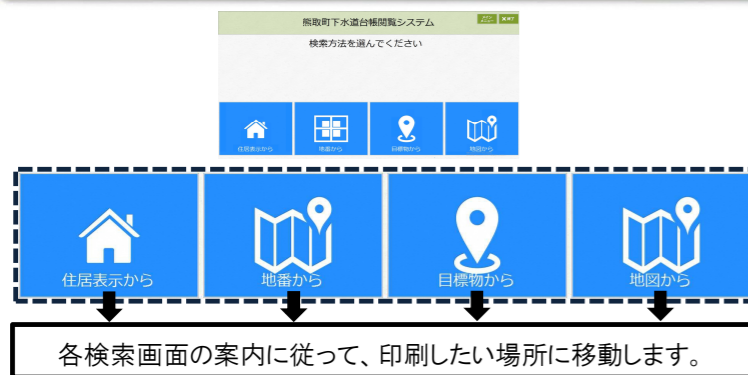 熊取町下水道台帳閲覧システム
検索方法を選んでください
住居表示から 地番から 目標物から 地図から
住居表示から 地番から 目標物から 地図から
各検索画面の案内に従って、印刷したい場所に移動します。